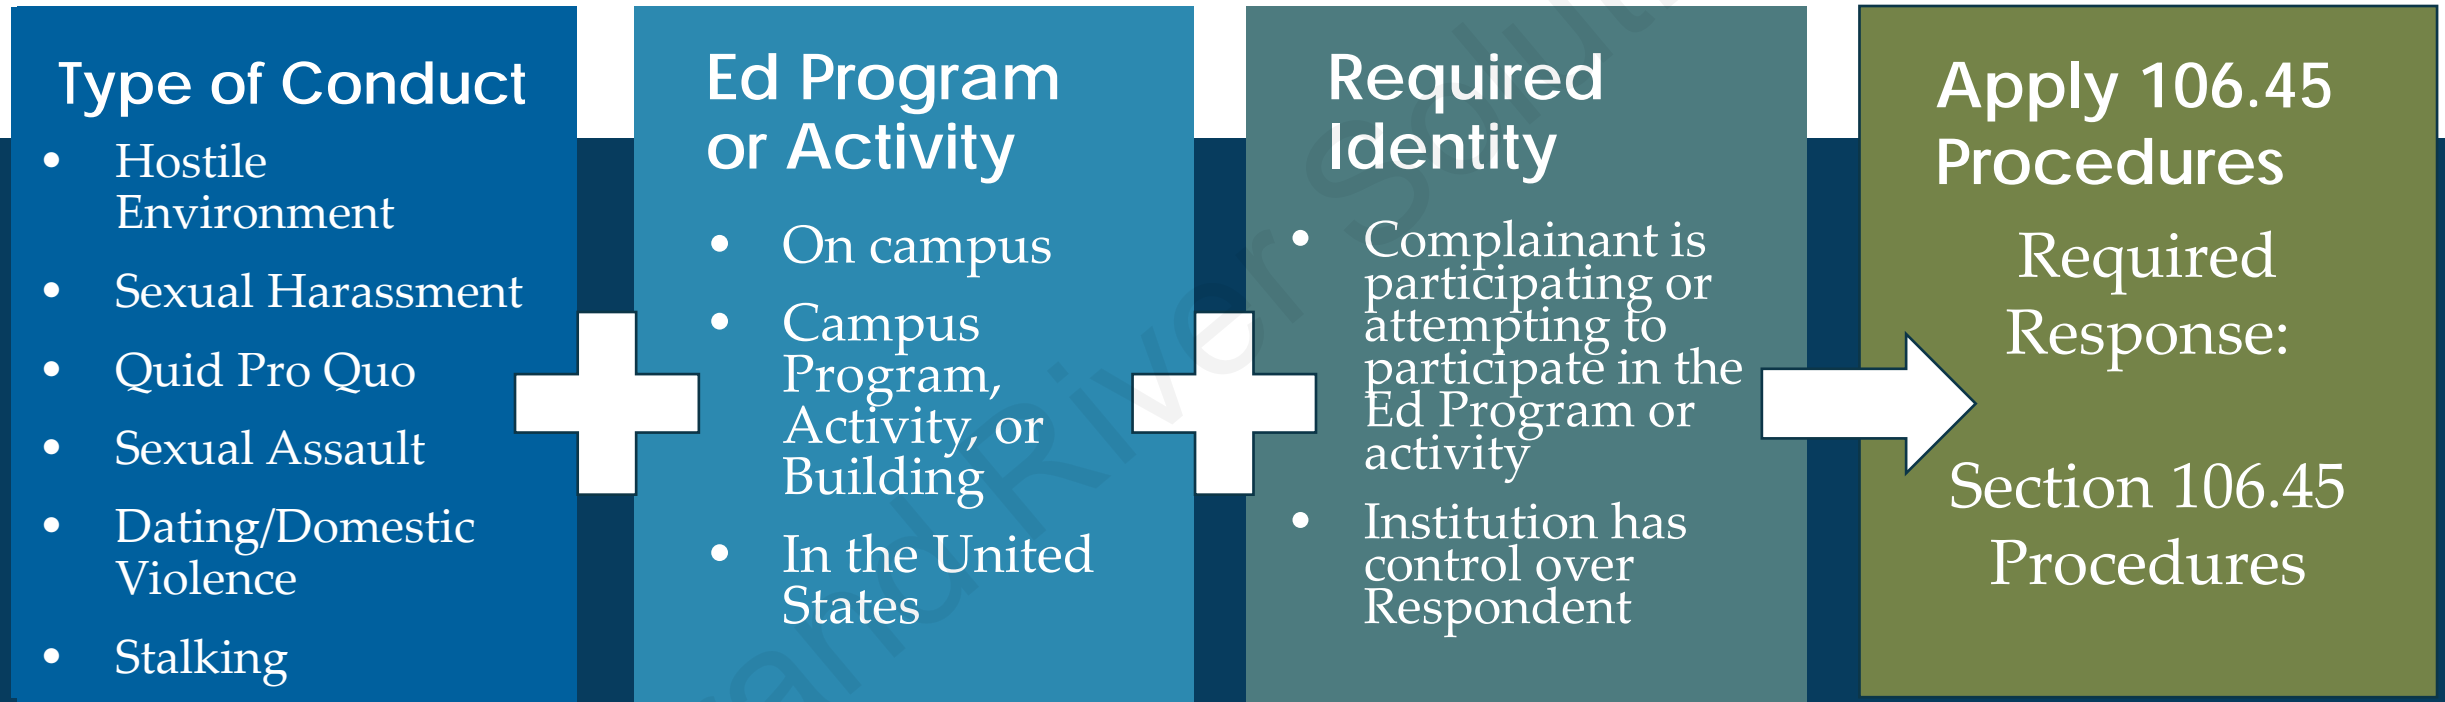 Type of Conduct
• Hostile
Environment
• Sexual Harassment
• Quid Pro Quo
• Sexual Assault
• Dating/Domestic
Violence
• Stalking
Ed Program
or Activity
• On campus
• Campus
Program,
Activity, or
Building
• In the United
States
Required
Identity
• Complainant is
participating or
attempting to
participate in the
Ed Program or
activity
• Institution has
control over
Respondent
Apply 106.45
Procedures
Required
Response:
Section 106.45
Procedures